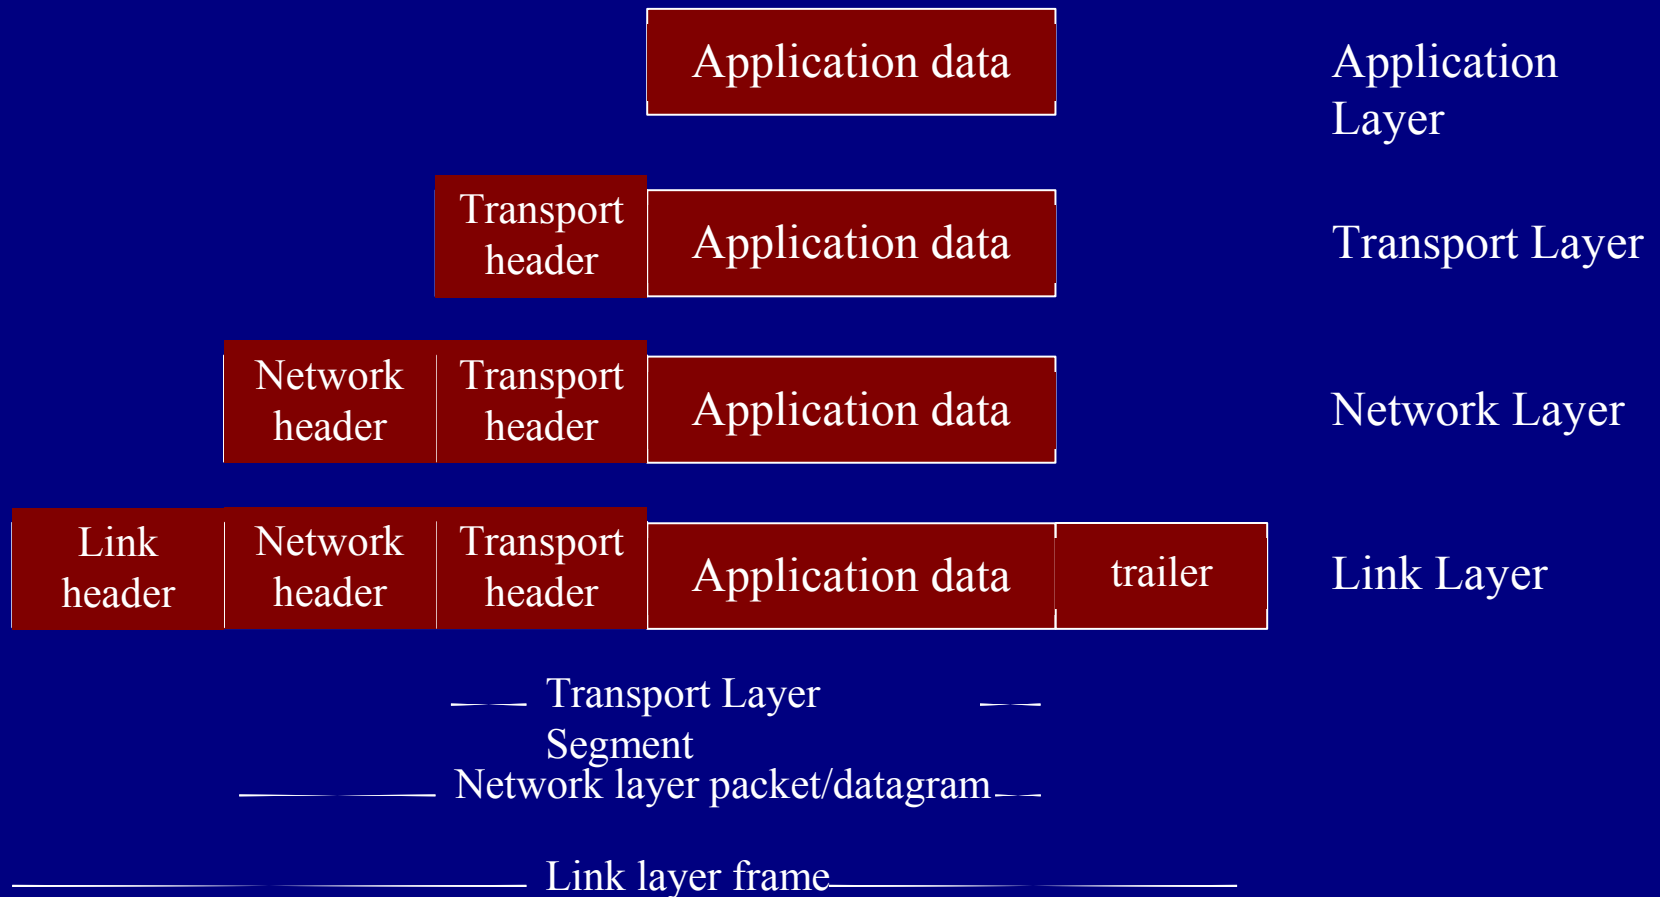 Application data
Application
Layer
Transport
header
Application data
Transport Layer
Network
header
Transport
header
Application data
Network Layer
Link
header
Network
header
Transport
header
Application data
trailer
Link Layer
Transport Layer
Segment
Network layer packet/datagram
Link layer frame